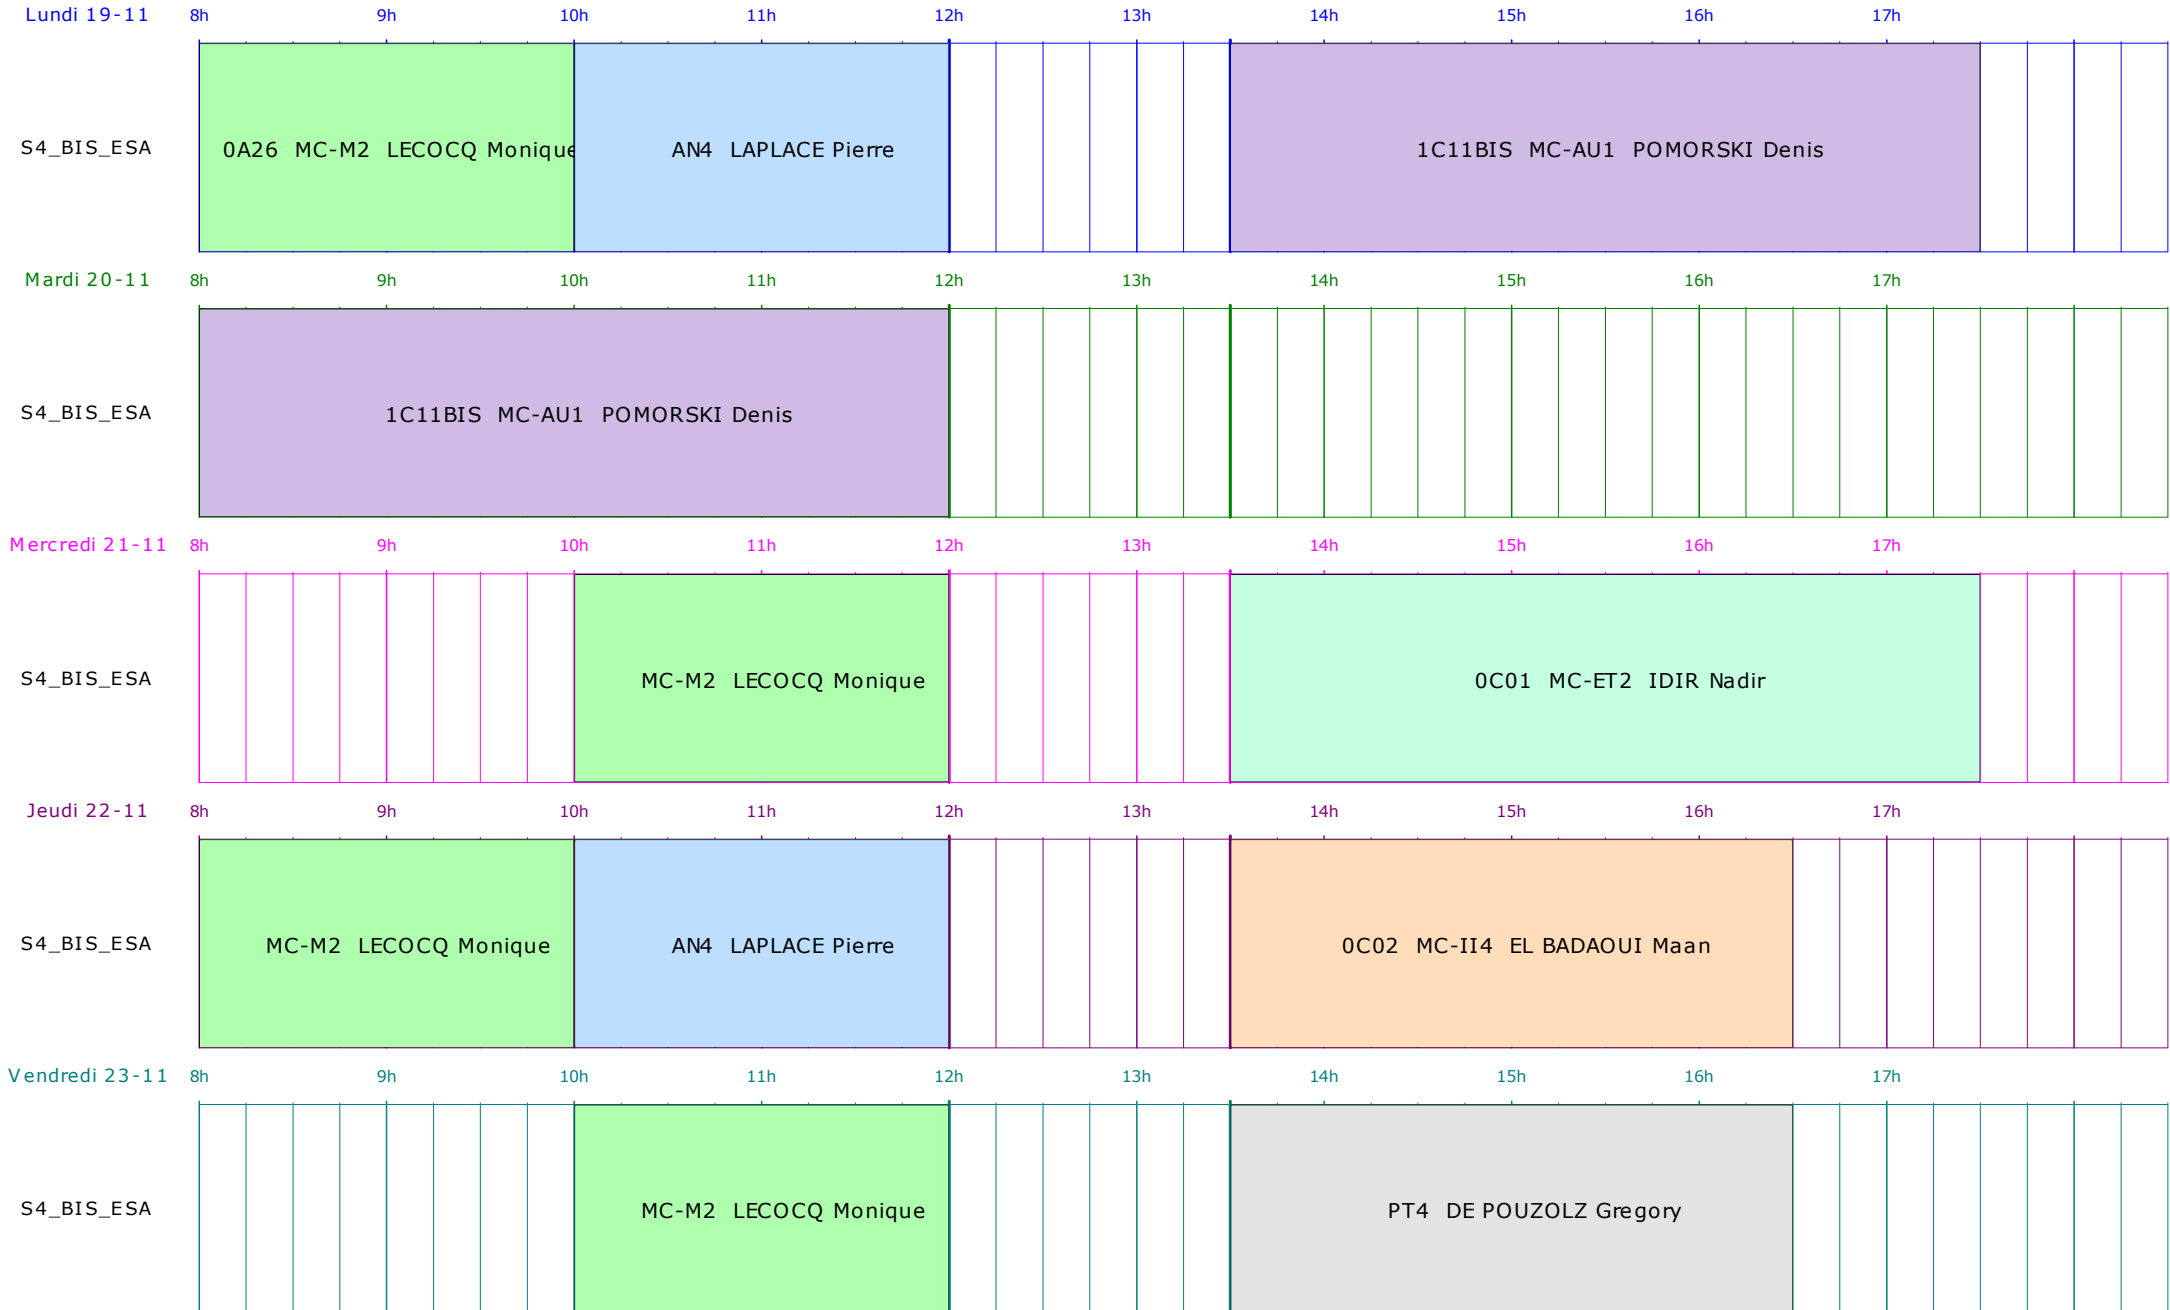 Lundi 19-11 8h 9h 10h 11h 12h 13h 14h 15h 16h 17h
S4_BIS_ESA 0A26 MC-M2 LECOCQ Monique AN4 LAPLACE Pierre 1C11BIS MC-AU1 POMORSKI Denis
Mardi 20-11 8h 9h 10h 11h 12h 13h 14h 15h 16h 17h
S4_BIS_ESA 1C11BIS MC-AU1 POMORSKI Denis
Mercredi 21-11 8h 9h 10h 11h 12h 13h 14h 15h 16h 17h
S4_BIS_ESA MC-M2 LECOCQ Monique 0C01 MC-ET2 IDIR Nadir
Jeudi 22-11 8h 9h 10h 11h 12h 13h 14h 15h 16h 17h
S4_BIS_ESA MC-M2 LECOCQ Monique AN4 LAPLACE Pierre 0C02 MC-II4 EL BADAOUI Maan
Vendredi 23-11 8h 9h 10h 11h 12h 13h 14h 15h 16h 17h
S4_BIS_ESA MC-M2 LECOCQ Monique PT4 DE POUZOLZ Gregory